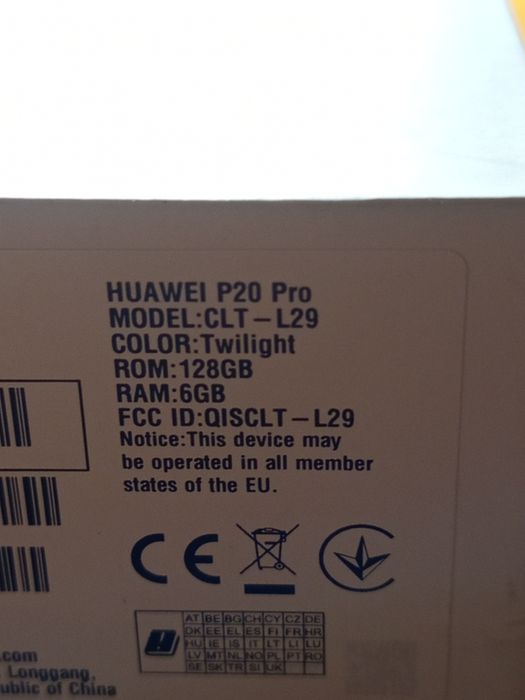 HUAWEI P20 Pro
MODEL:CLT-L29
COLOR:Twilight
ROM:128GB
RAM:6GB
FCC ID:QISCLT-L29
Notice:This device may
be operated in all member
states of the EU.
CE
AT BE BG CH CY CZ DE
DK EE EL ES FI FR HR
HU IE IS IT LT LI LU
LV MT NL NO PL PT RO
SE SK TR SI UK
.com
Longgang,
ublic of China